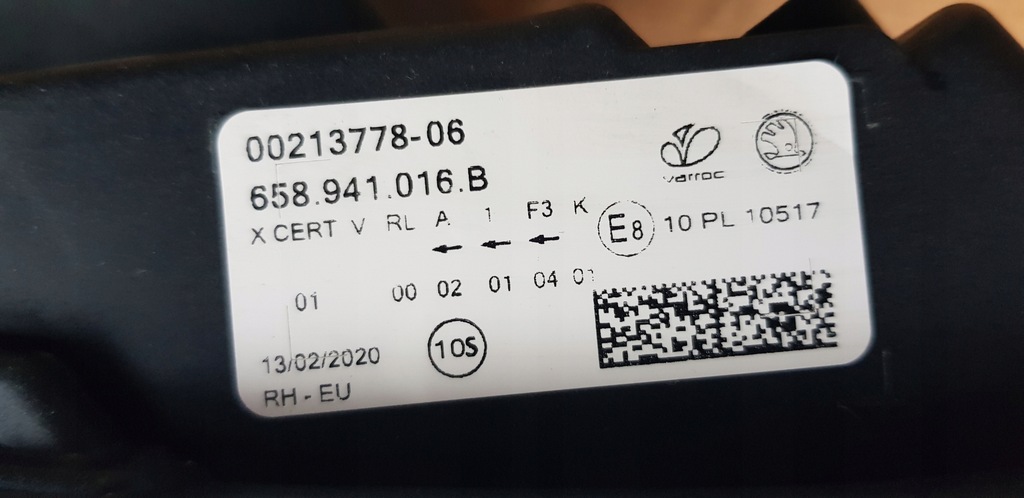 00213778-06
varroc
658.941.016.B
X CERT V RL A 1 F3 K
E8 10 PL 10517
01 00 02 01 04 01
13/02/2020
10S
RH - EU